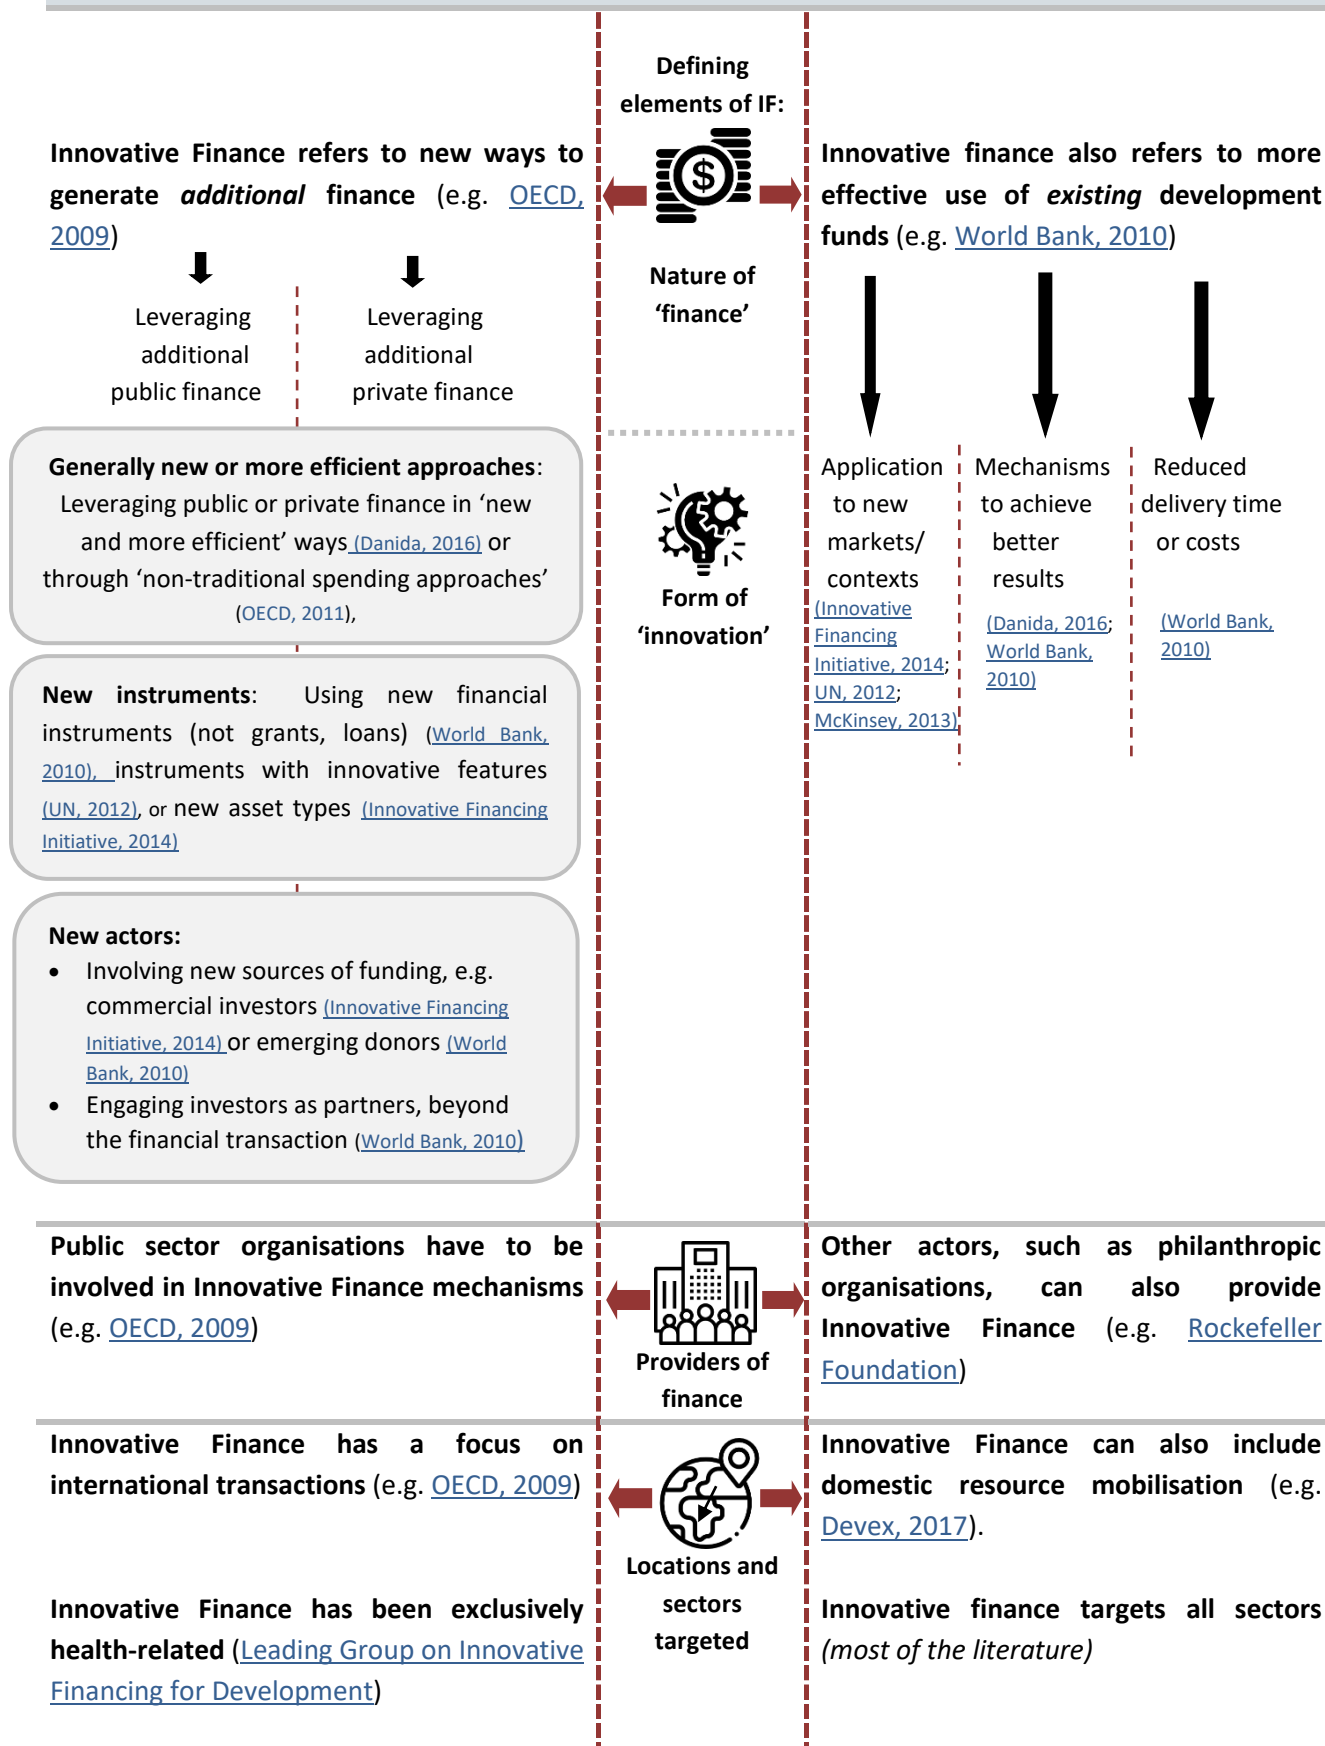 Defining
elements of IF:
Innovative Finance refers to new ways to
generate additional finance (e.g. OECD,
2009)
Innovative finance also refers to more
effective use of existing development
funds (e.g. World Bank, 2010)
$
Nature of
‘finance’
Leveraging
additional
public finance
Leveraging
additional
private finance
Generally new or more efficient approaches:
Leveraging public or private finance in ‘new
and more efficient’ ways (Danida, 2016) or
through ‘non-traditional spending approaches’
(OECD, 2011),
Form of
‘innovation’
Application
to new
markets/
contexts
(Innovative
Financing
Initiative, 2014;
UN, 2012;
McKinsey, 2013)
Mechanisms
to achieve
better
results
(Danida, 2016;
World Bank,
2010)
Reduced
delivery time
or costs
(World Bank,
2010)
New instruments: Using new financial
instruments (not grants, loans) (World Bank,
2010), instruments with innovative features
(UN, 2012), or new asset types (Innovative Financing
Initiative, 2014)
New actors:
• Involving new sources of funding, e.g.
commercial investors (Innovative Financing
Initiative, 2014) or emerging donors (World
Bank, 2010)
• Engaging investors as partners, beyond
the financial transaction (World Bank, 2010)
Public sector organisations have to be
involved in Innovative Finance mechanisms
(e.g. OECD, 2009)
Providers of
finance
Other actors, such as philanthropic
organisations, can also provide
Innovative Finance (e.g. Rockefeller
Foundation)
Innovative Finance has a focus on
international transactions (e.g. OECD, 2009)
Innovative Finance can also include
domestic resource mobilisation (e.g.
Devex, 2017).
Locations and
sectors
targeted
Innovative Finance has been exclusively
health-related (Leading Group on Innovative
Financing for Development)
Innovative finance targets all sectors
(most of the literature)